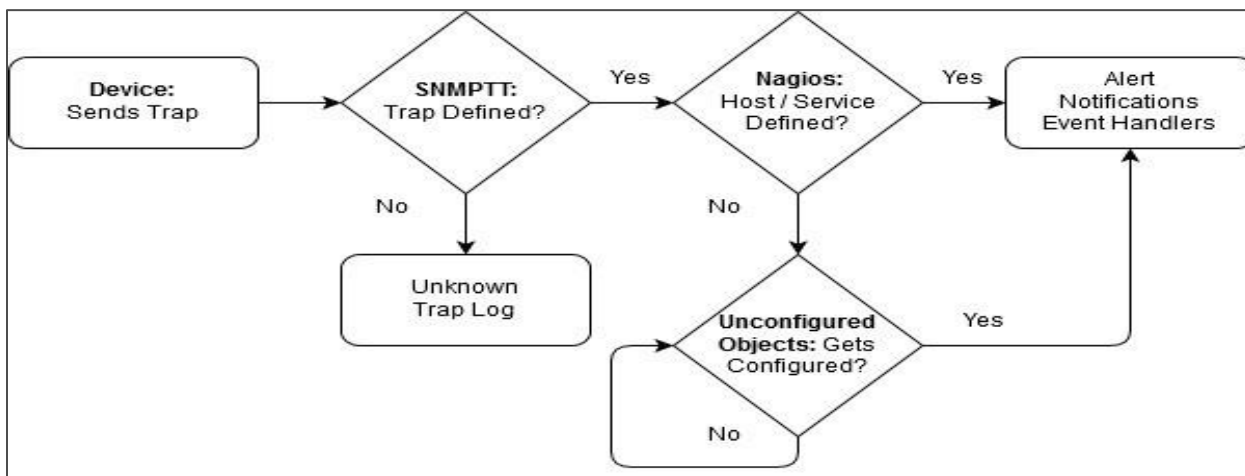 Device:
Sends Trap
SNMPTT:
Trap Defined?
Yes
Nagios:
Host / Service
Defined?
Yes
Alert
Notifications
Event Handlers
No
Unknown
Trap Log
No
Unconfigured
Objects: Gets
Configured?
Yes
No